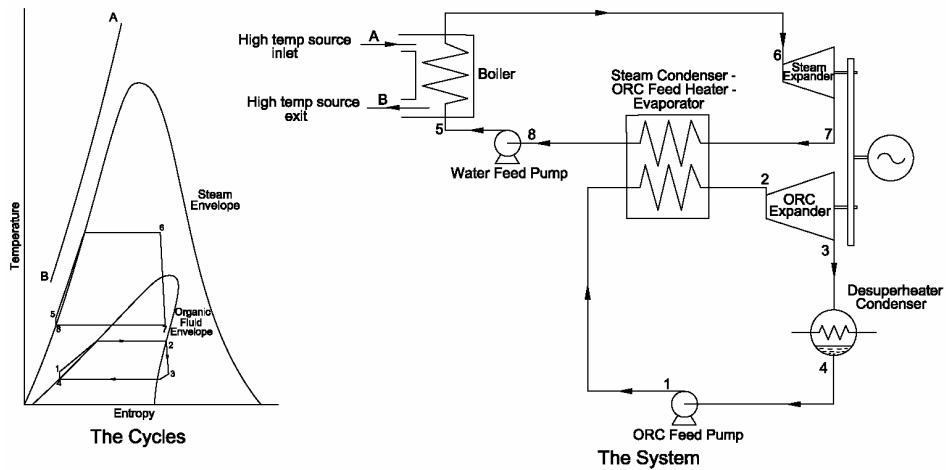 A
B
Temperature
Steam
Envelope
6
5
8
7
Organic
Fluid
Envelope
2
1
3
4
Entropy
The Cycles
High temp source
inlet
A
High temp source
exit
B
Boiler
5
8
Water Feed Pump
Steam Condenser -
ORC Feed Heater -
Evaporator
6
Steam
Expander
7
2
ORC
Expander
3
Desuperheater
Condenser
4
1
ORC Feed Pump
The System